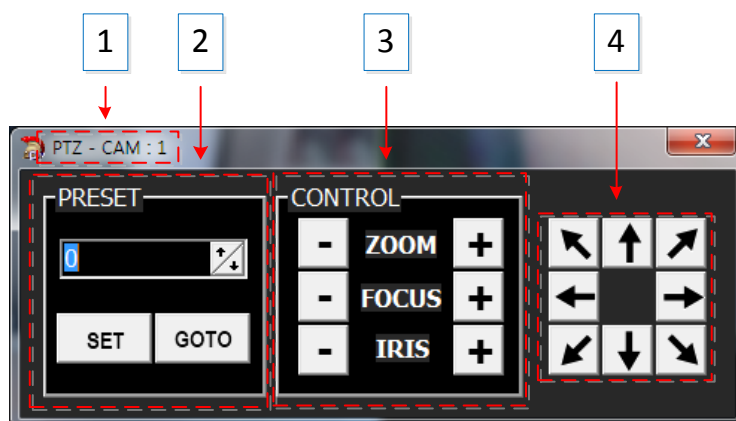 1 2 3 4
PTZ - CAM : 1
x
PRESET
CONTROL
0
SET GOTO
- ZOOM +
- FOCUS +
- IRIS +